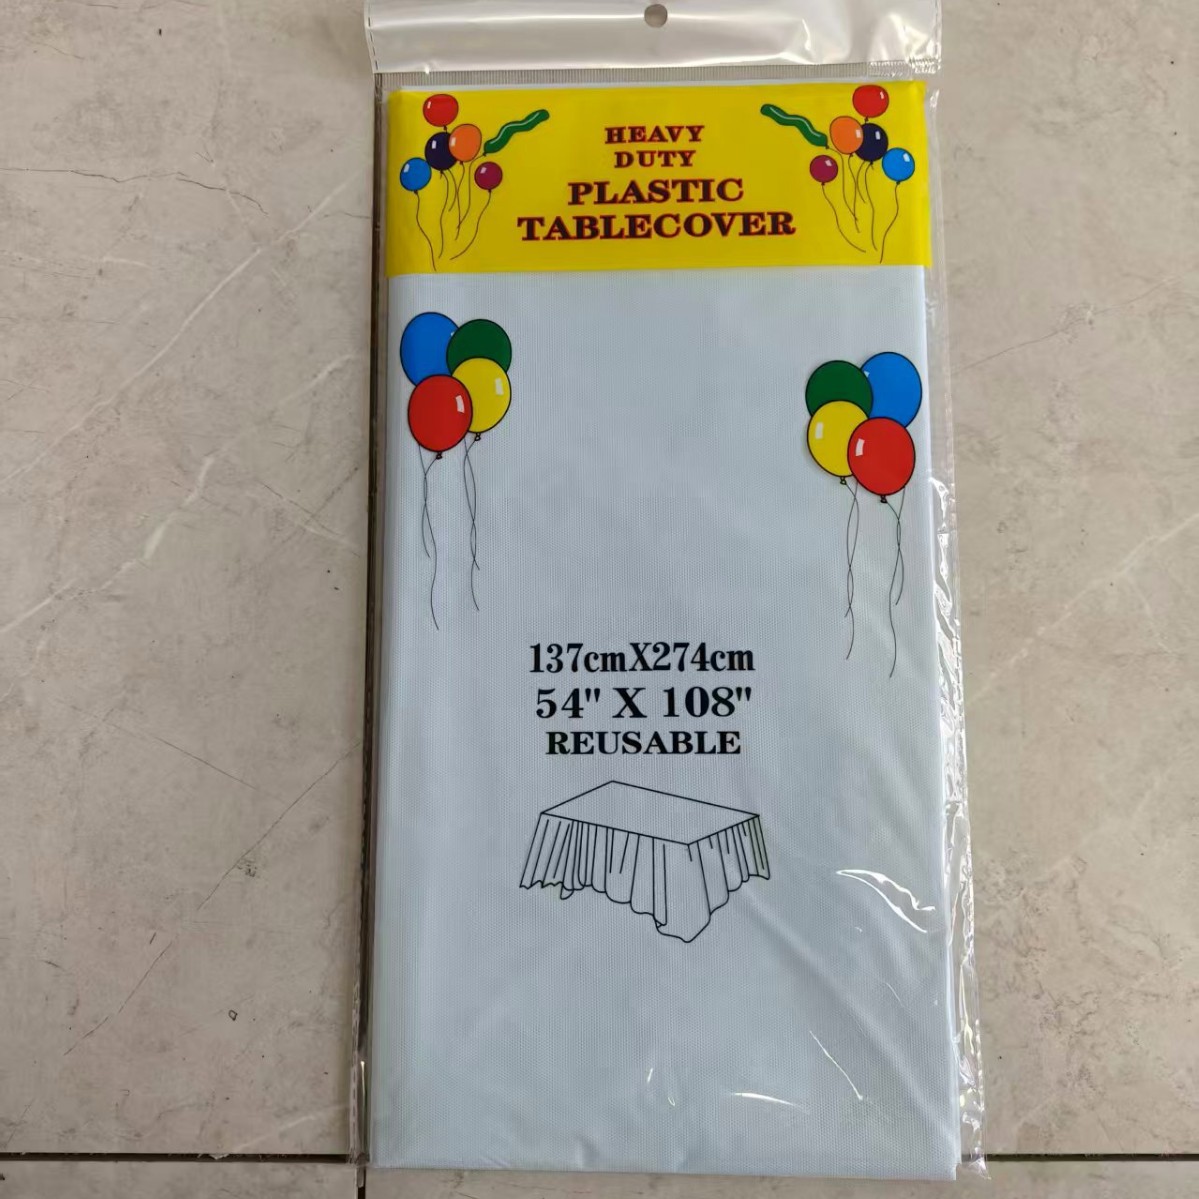 HEAVY
DUTY
PLASTIC
TABLECOVER
137cmX274cm
54" X 108"
REUSABLE